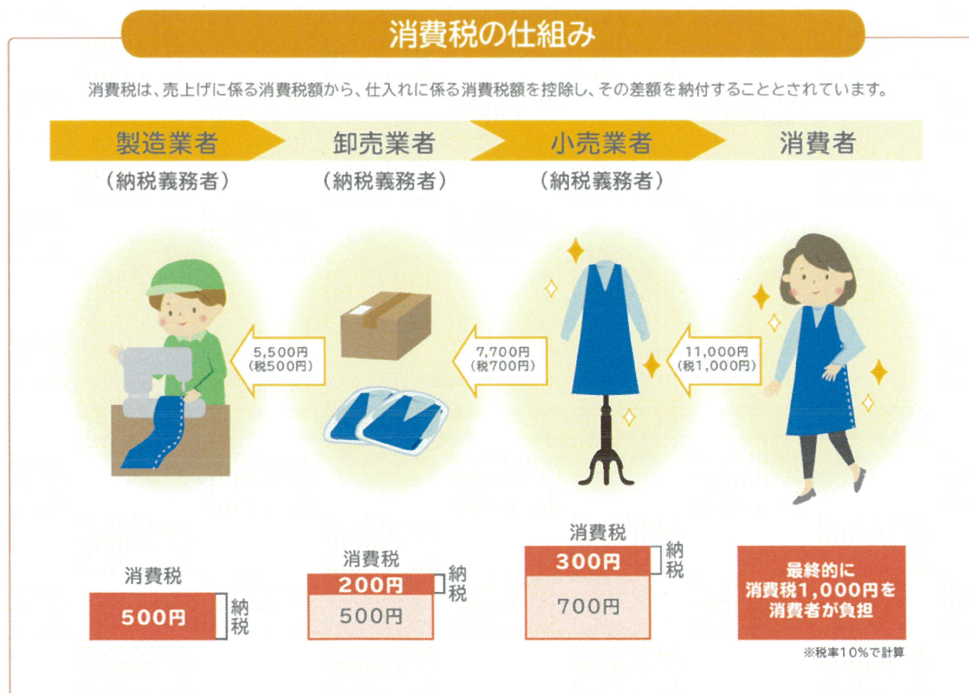 消費税の仕組み
消費税は、売上げに係る消費税額から、仕入れに係る消費税額を控除し、その差額を納付することとされています。
製造業者 卸売業者 小売業者 消費者
（納税義務者） （納税義務者） （納税義務者）
5,500円
（税500円）
7,700円
（税700円）
11,000円
（税1,000円）
消費税
500円
納税
消費税
200円
500円
納税
消費税
300円
700円
納税
最終的に
消費税1,000円を
消費者が負担
※税率10%で計算